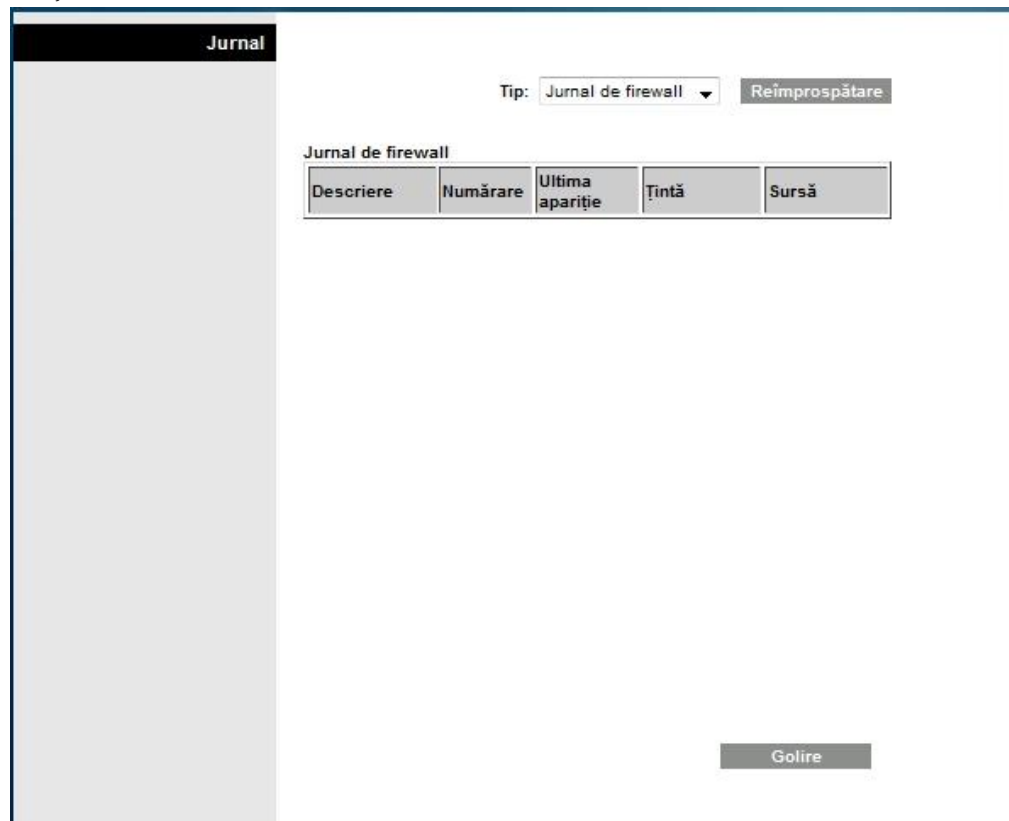 Jurnal
Tip: Jurnal de firewall Reîmprospătare
Jurnal de firewall
Descriere Numărare Ultima apariție Țintă Sursă
Golire